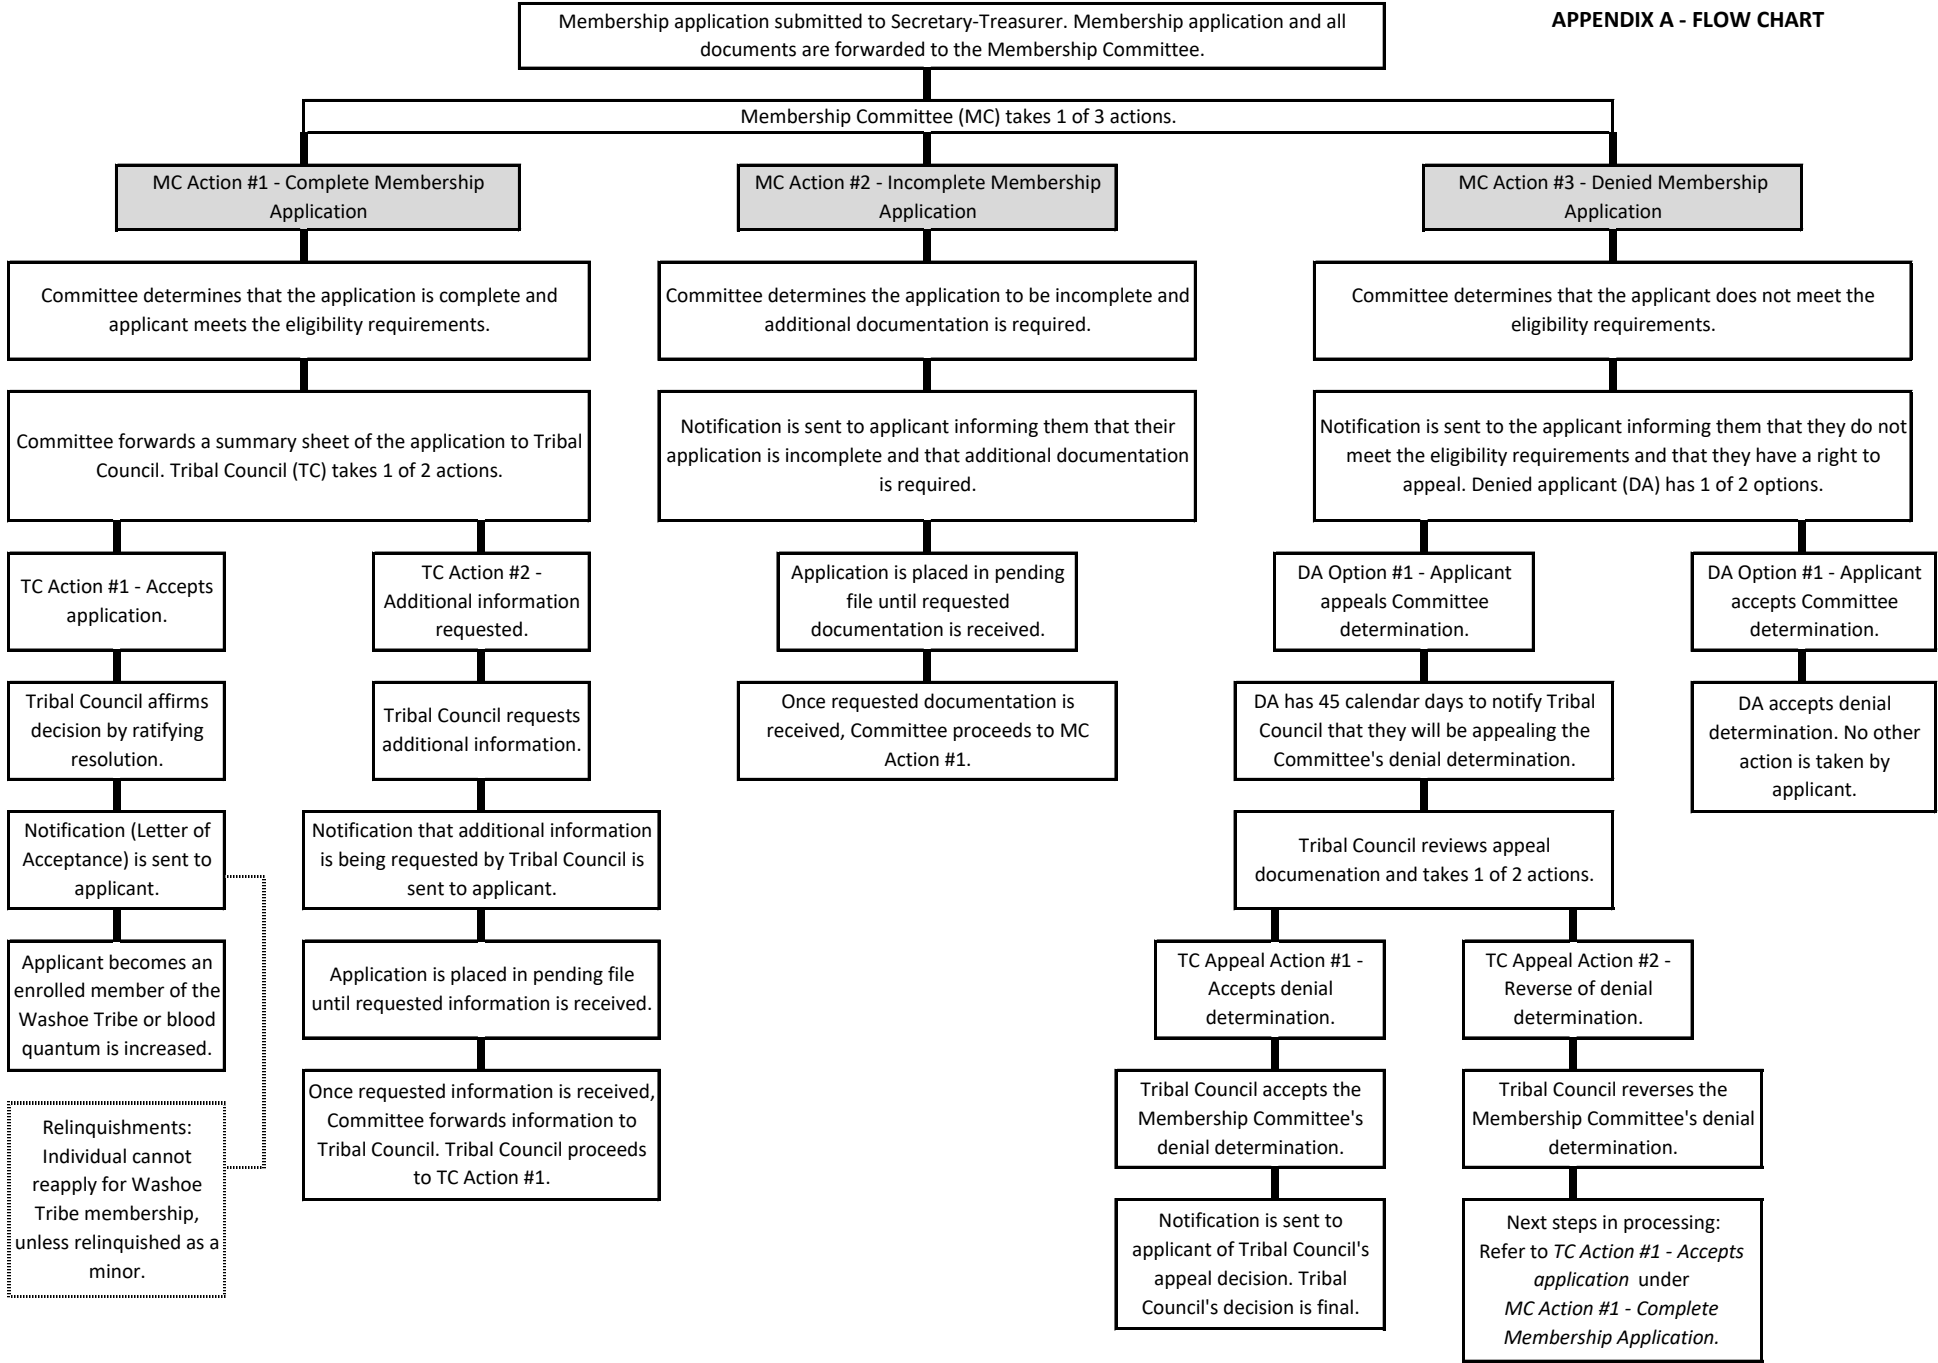 APPENDIX A - FLOW CHART
Membership application submitted to Secretary-Treasurer. Membership application and all
documents are forwarded to the Membership Committee.
Membership Committee (MC) takes 1 of 3 actions.
MC Action #1 - Complete Membership
Application
Committee determines that the application is complete and
applicant meets the eligibility requirements.
Committee forwards a summary sheet of the application to Tribal
Council. Tribal Council (TC) takes 1 of 2 actions.
TC Action #1 - Accepts
application.
Tribal Council affirms
decision by ratifying
resolution.
Notification (Letter of
Acceptance) is sent to
applicant.
Applicant becomes an
enrolled member of the
Washoe Tribe or blood
quantum is increased.
Relinquishments:
Individual cannot
reapply for Washoe
Tribe membership,
unless relinquished as a
minor.
TC Action #2 -
Additional information
requested.
Tribal Council requests
additional information.
Notification that additional information
is being requested by Tribal Council is
sent to applicant.
Application is placed in pending file
until requested information is received.
Once requested information is received,
Committee forwards information to
Tribal Council. Tribal Council proceeds
to TC Action #1.
MC Action #2 - Incomplete Membership
Application
Committee determines the application to be incomplete and
additional documentation is required.
Notification is sent to applicant informing them that their
application is incomplete and that additional documentation
is required.
Application is placed in pending
file until requested
documentation is received.
Once requested documentation is
received, Committee proceeds to MC
Action #1.
MC Action #3 - Denied Membership
Application
Committee determines that the applicant does not meet the
eligibility requirements.
Notification is sent to the applicant informing them that they do not
meet the eligibility requirements and that they have a right to
appeal. Denied applicant (DA) has 1 of 2 options.
DA Option #1 - Applicant
appeals Committee
determination.
DA has 45 calendar days to notify Tribal
Council that they will be appealing the
Committee's denial determination.
Tribal Council reviews appeal
documenation and takes 1 of 2 actions.
TC Appeal Action #1 -
Accepts denial
determination.
Tribal Council accepts the
Membership Committee's
denial determination.
Notification is sent to
applicant of Tribal Council's
appeal decision. Tribal
Council's decision is final.
TC Appeal Action #2 -
Reverse of denial
determination.
Tribal Council reverses the
Membership Committee's denial
determination.
Next steps in processing:
Refer to TC Action #1 - Accepts
application under
MC Action #1 - Complete
Membership Application.
DA Option #1 - Applicant
accepts Committee
determination.
DA accepts denial
determination. No other
action is taken by
applicant.